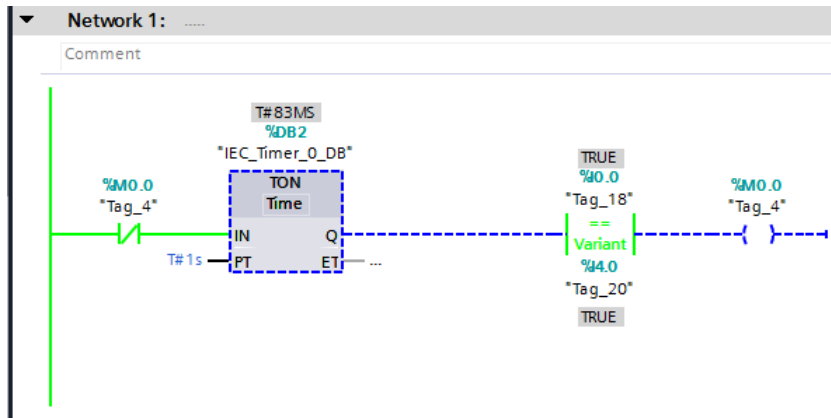 Network 1: .....
Comment
T#83MS
%DB2
"IEC_Timer_0_DB"
TON
Time
IN
Q
T#1s
PT
ET
...
%M0.0
"Tag_4"
TRUE
%I0.0
"Tag_18"
==
Variant
%I4.0
"Tag_20"
TRUE
%M0.0
"Tag_4"